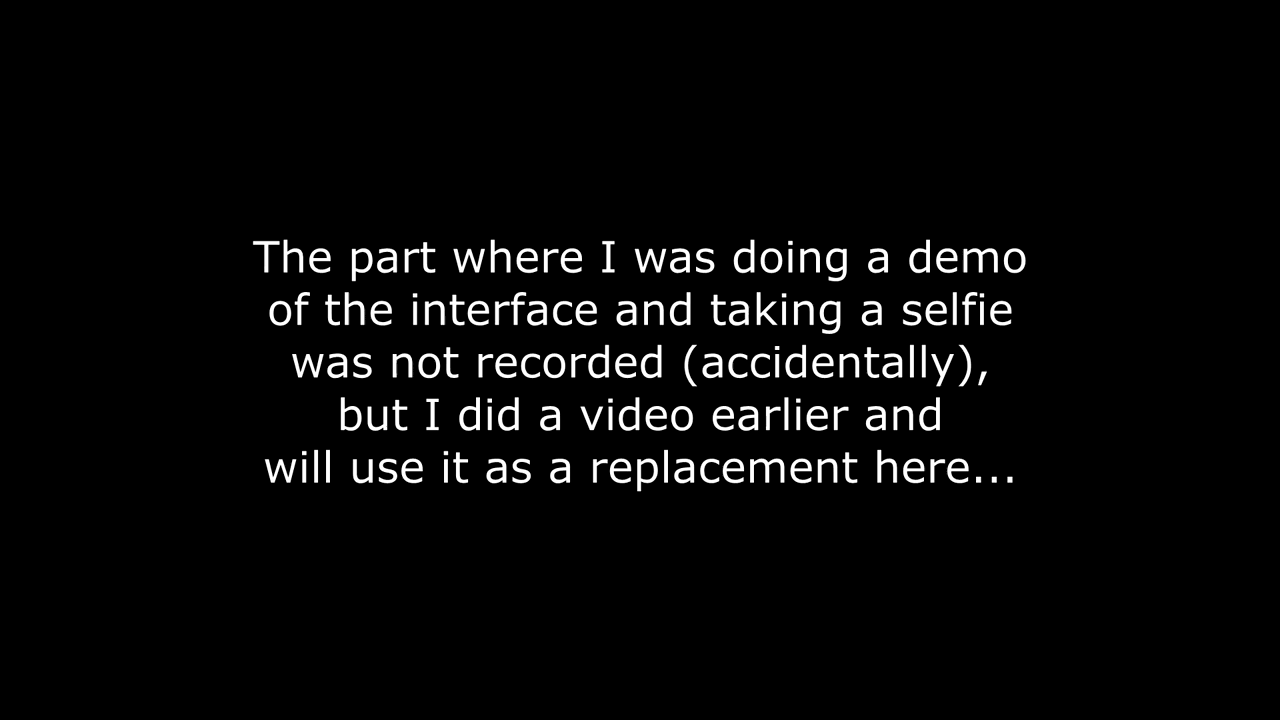 The part where I was doing a demo
of the interface and taking a selfie
was not recorded (accidentally),
but I did a video earlier and
will use it as a replacement here...